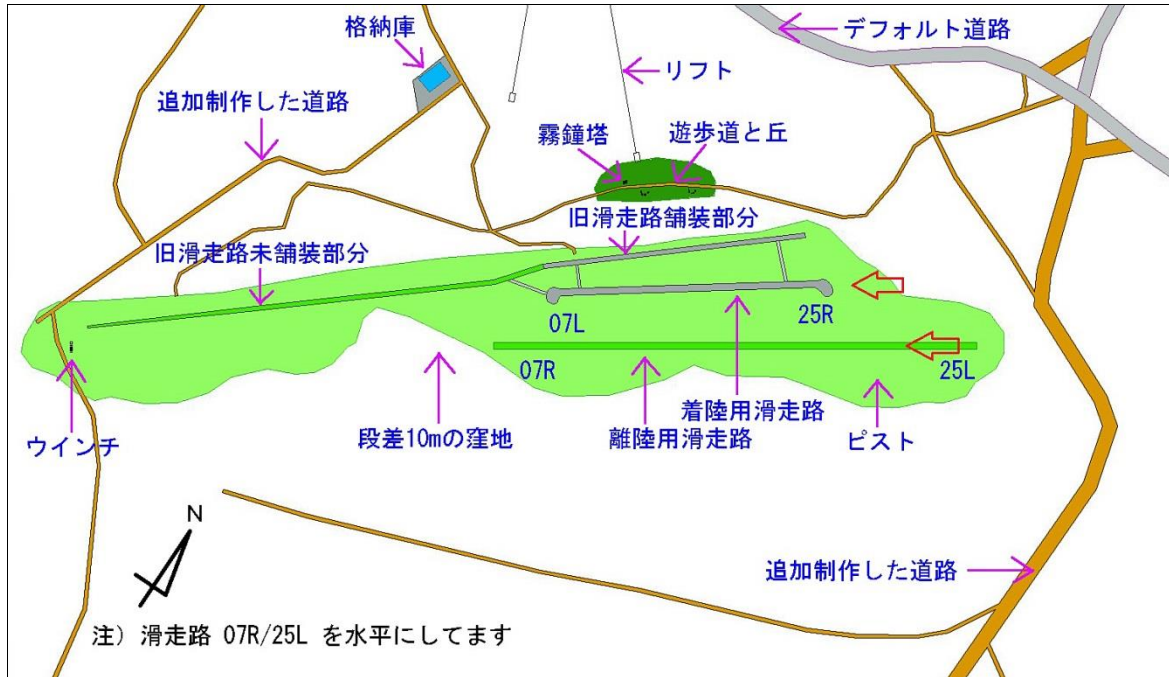 格納庫
デフォルト道路
リフト
追加制作した道路
霧鐘塔
遊歩道と丘
旧滑走路舗装部分
旧滑走路未舗装部分
07L
25R
07R
25L
ウインチ
段差10mの窪地
離陸用滑走路
着陸用滑走路
ピスト
N
追加制作した道路
注) 滑走路 07R/25L を水平にしてます